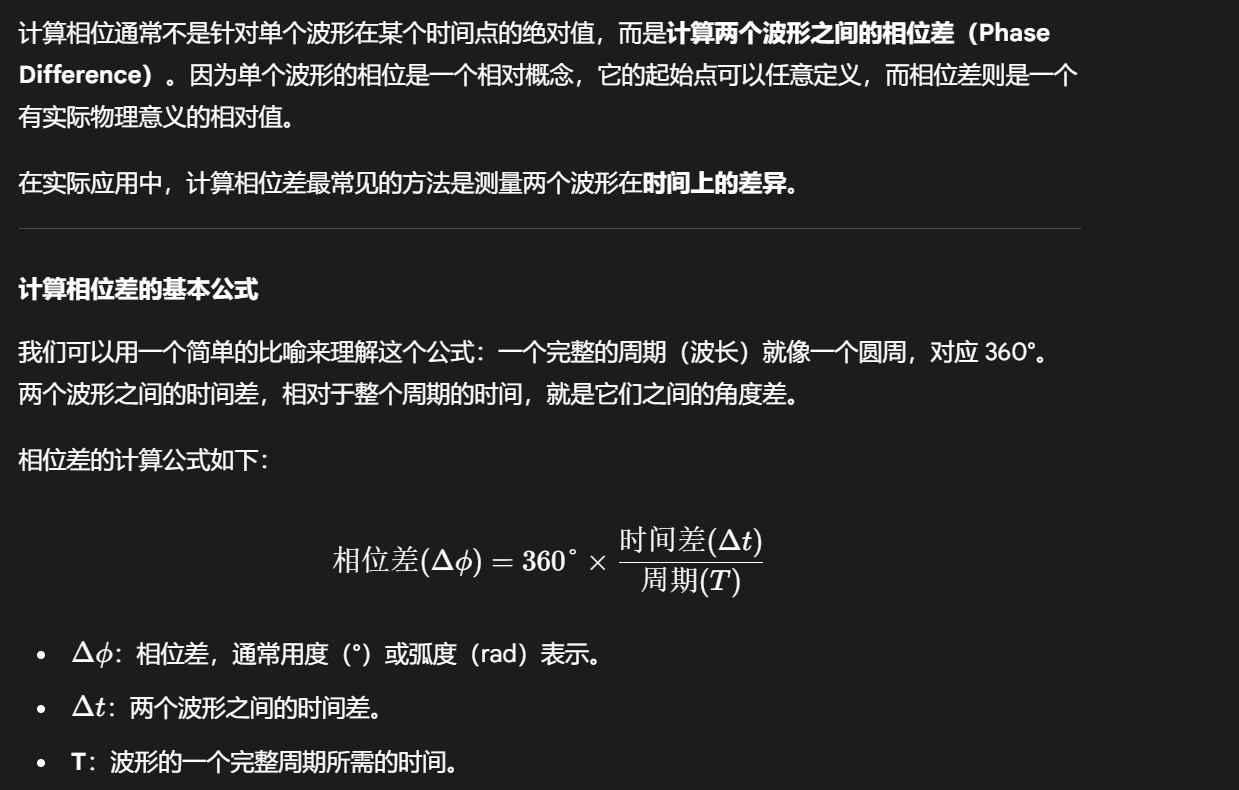 计算相位通常不是针对单个波形在某个时间点的绝对值，而是计算两个波形之间的相位差（Phase
Difference）。因为单个波形的相位是一个相对概念，它的起始点可以任意定义，而相位差则是一个
有实际物理意义的相对值。
在实际应用中，计算相位差最常见的方法是测量两个波形在时间上的差异。
计算相位差的基本公式
我们可以用一个简单的比喻来理解这个公式：一个完整的周期（波长）就像一个圆周，对应 360°。
两个波形之间的时间差，相对于整个周期的时间，就是它们之间的角度差。
相位差的计算公式如下：
相位差(Δϕ) = 360° × 时间差(Δt) / 周期(T)
• Δϕ：相位差，通常用度（°）或弧度（rad）表示。
• Δt：两个波形之间的时间差。
• T：波形的一个完整周期所需的时间。